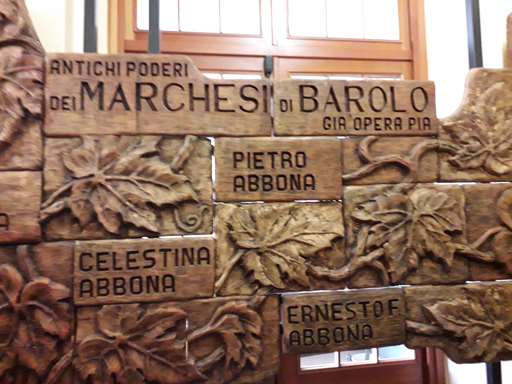 ANTICHI PODERI
DEI MARCHESI DI BAROLO
GIA OPERA PIA
PIETRO
ABBONA
CELESTINA
ABBONA
ERNESTO F.
ABBONA